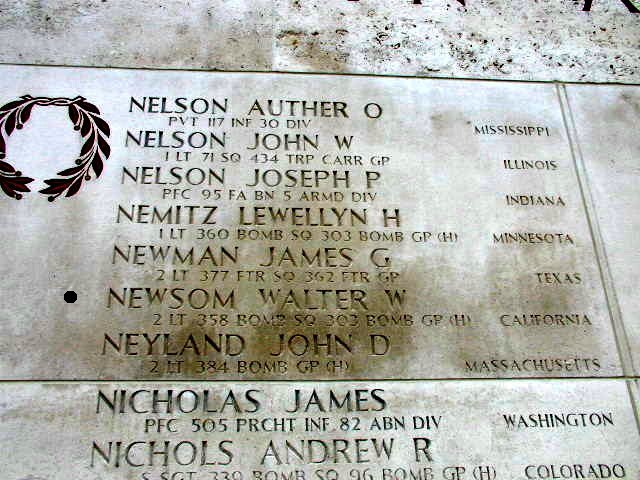 NELSON AUTHER O
PVT 117 INF 30 DIV MISSISSIPPI
NELSON JOHN W
1 LT 71 SQ 434 TRP CARR GP ILLINOIS
NELSON JOSEPH P
PFC 95 FA BN 5 ARMD DIV INDIANA
NEMITZ LEWELLYN H
1 LT 360 BOMB SQ 303 BOMB GP (H) MINNESOTA
NEWMAN JAMES G
2 LT 377 FTR SQ 362 FTR GP TEXAS
NEWSOM WALTER W
2 LT 358 BOMB SQ 303 BOMB GP (H) CALIFORNIA
NEYLAND JOHN D
2 LT 384 BOMB GP (H) MASSACHUSETTS
NICHOLAS JAMES
PFC 505 PRCHT INF 82 ABN DIV WASHINGTON
NICHOLS ANDREW R
S SGT 339 BOMB SQ 96 BOMB GP (H) COLORADO